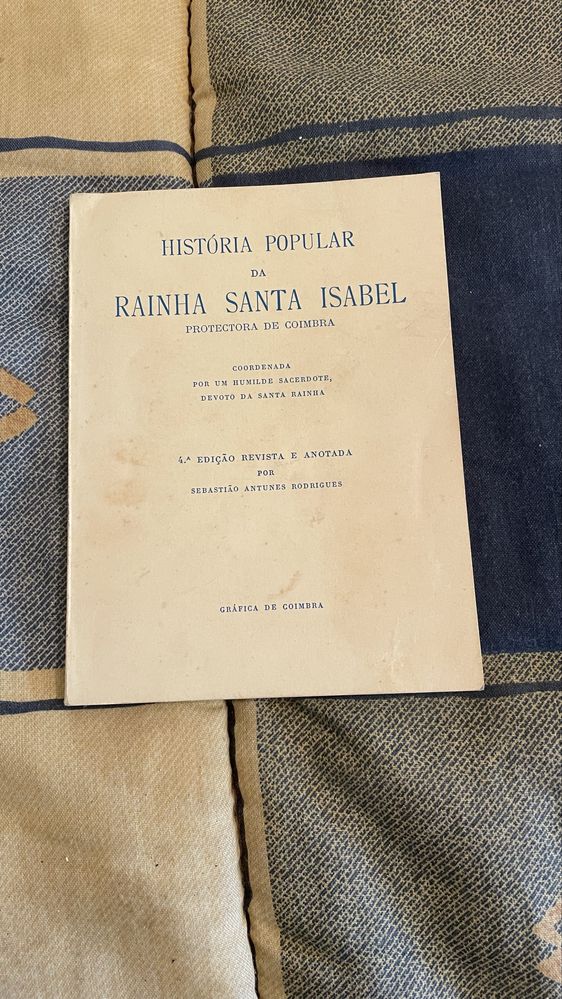 HISTÓRIA POPULAR
DA
RAINHA SANTA ISABEL
PROTECTORA DE COIMBRA
COORDENADA
POR UM HUMILDE SACERDOTE,
DEVOTO DA SANTA RAINHA
4.ª EDIÇÃO REVISTA E ANOTADA
POR
SEBASTIÃO ANTUNES RODRIGUES
GRÁFICA DE COIMBRA